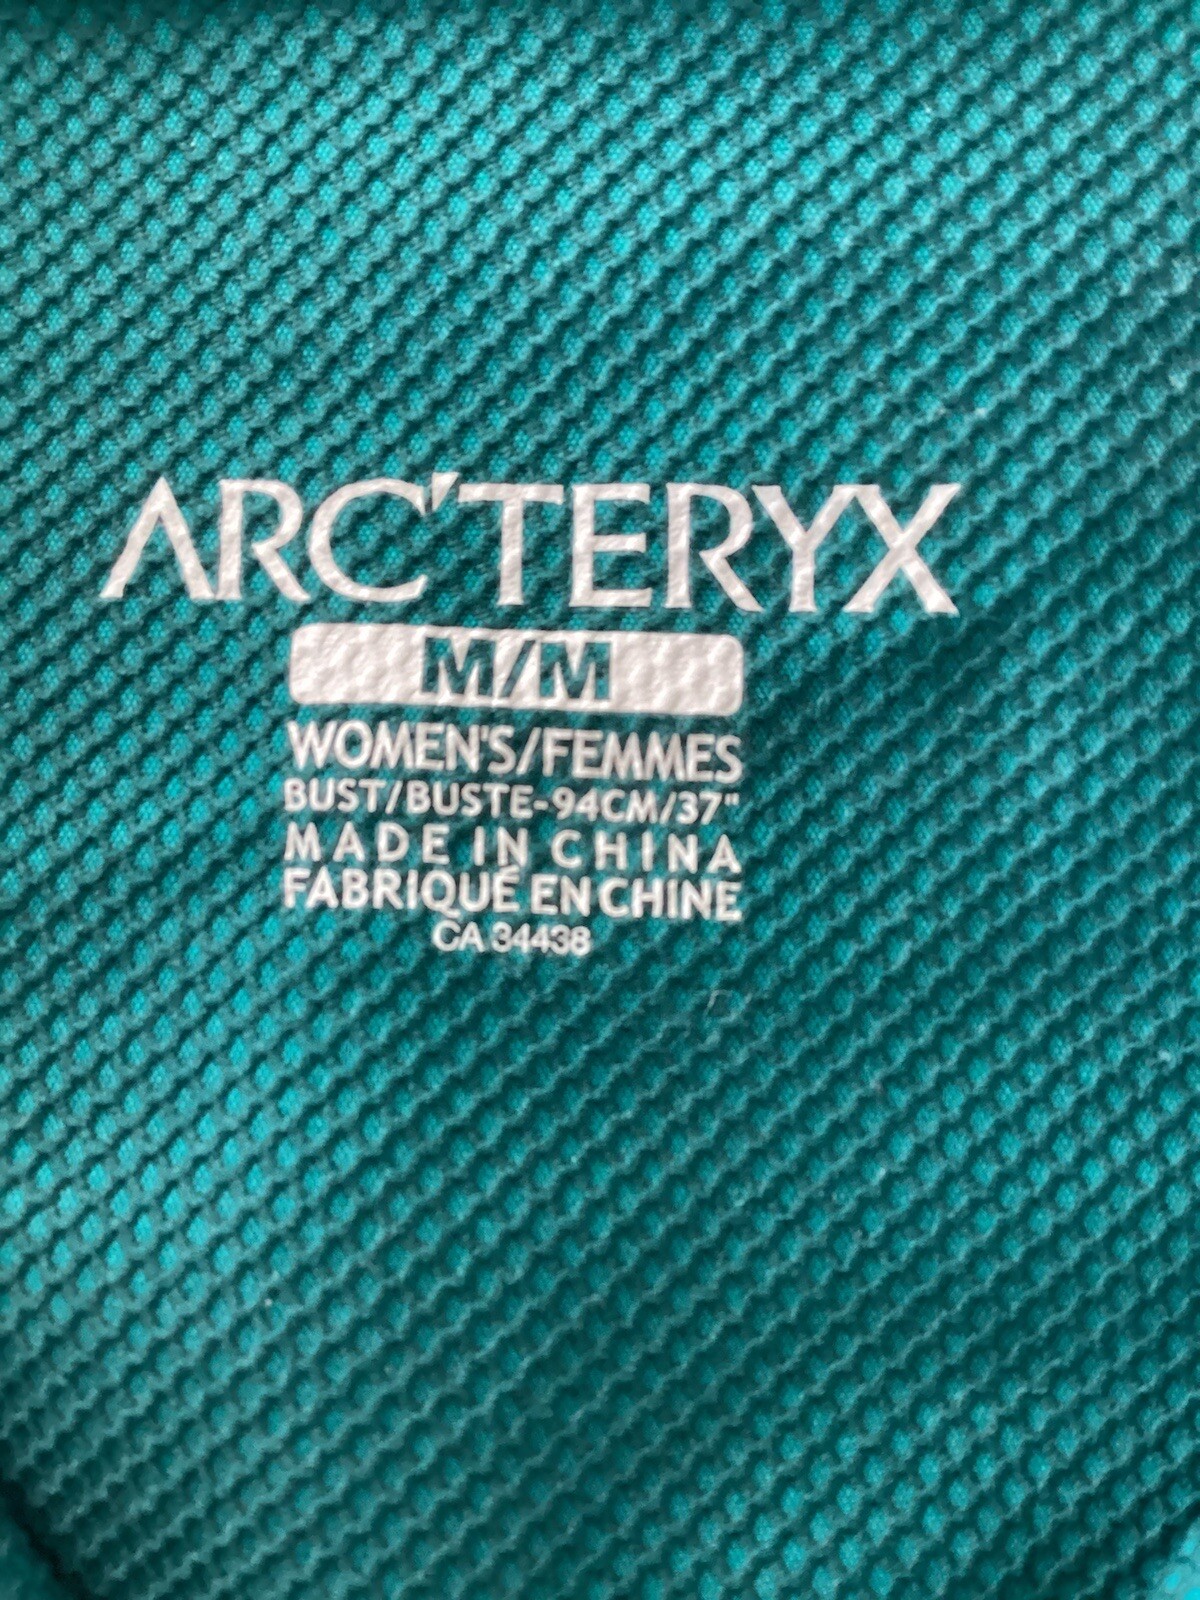 ARC'TERYX
M/M
WOMEN'S/FEMMES
BUST/BUSTE-94CM/37"
MADE IN CHINA
FABRIQUÉ EN CHINE
CA 34438